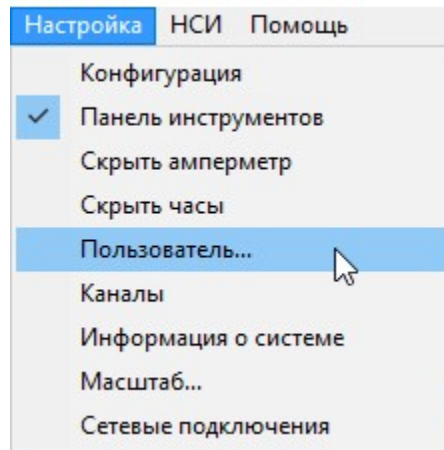 Настройка НСИ Помощь
Конфигурация
Панель инструментов
Скрыть амперметр
Скрыть часы
Пользователь...
Каналы
Информация о системе
Масштаб...
Сетевые подключения